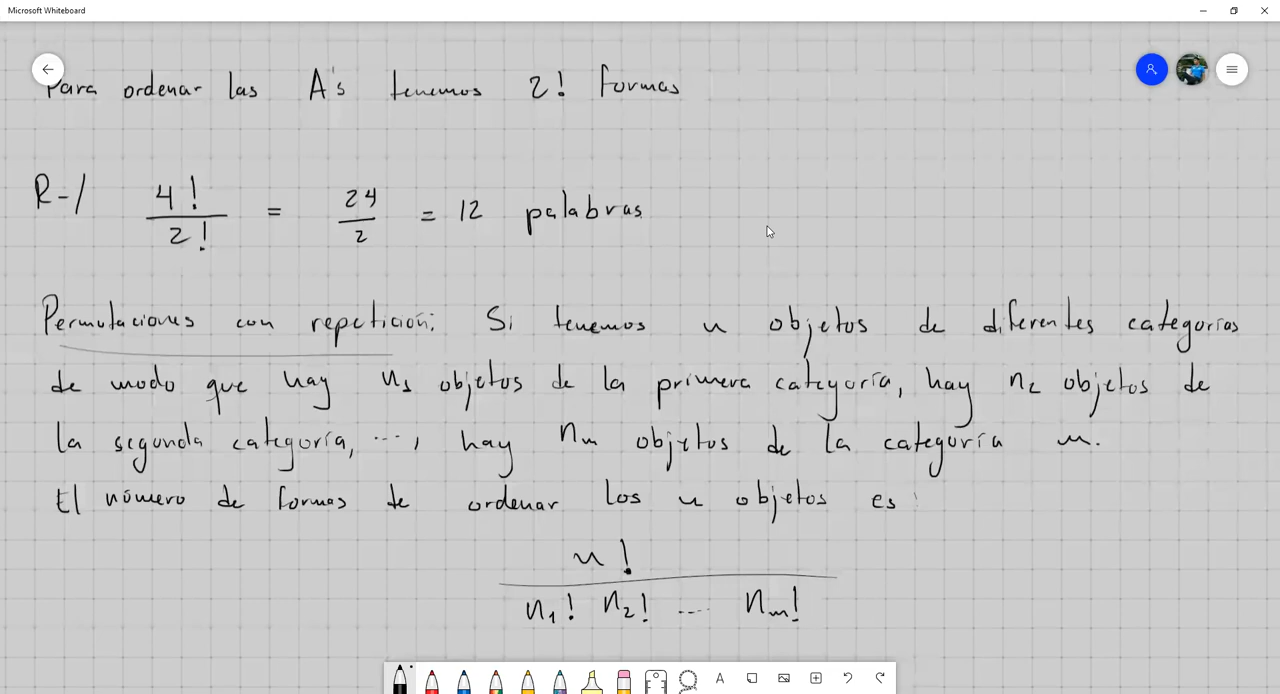 Microsoft Whiteboard
Para ordenar las A's tenemos 2! formas
R-/ 4! / 2! = 24 / 2 = 12 palabras
Permutaciones con repetición: Si tenemos n objetos de diferentes categorías
de modo que hay n₁ objetos de la primera categoría, hay n₂ objetos de
la segunda categoría, ..., hay nₘ objetos de la categoría m.
El número de formas de ordenar los n objetos es:
n!
n₁! n₂! .... nₘ!
A